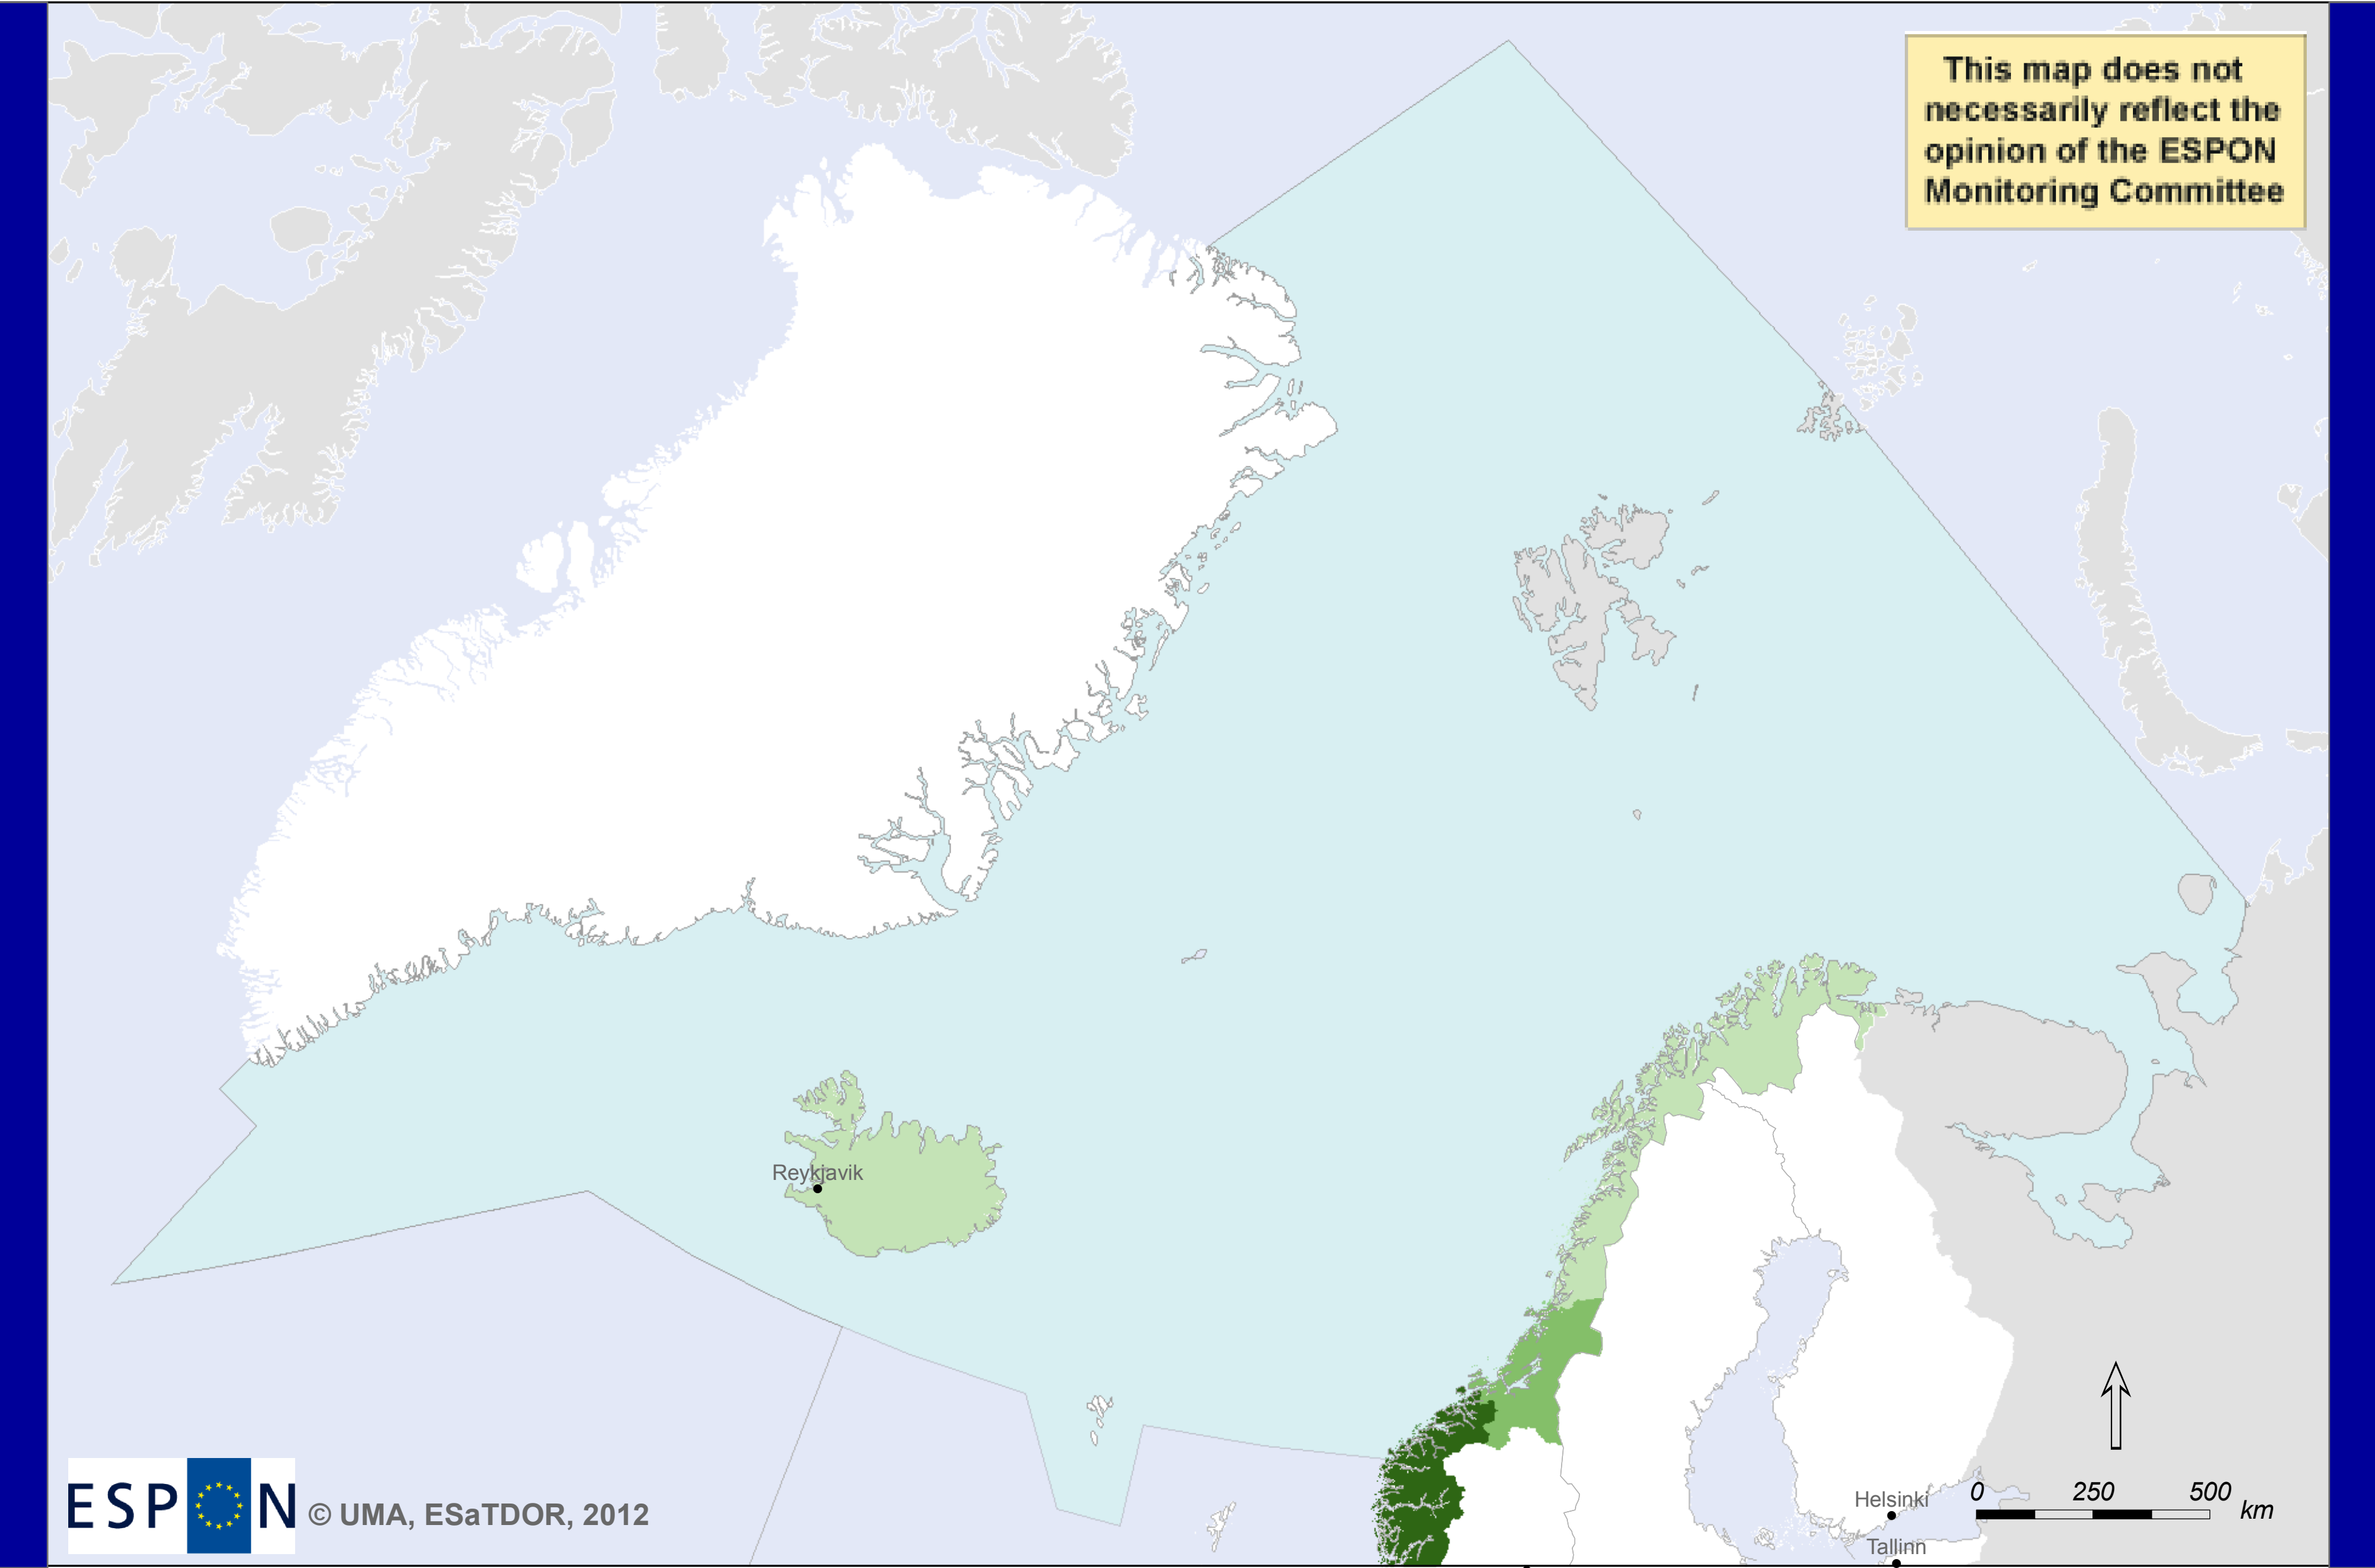 This map does not
necessarily reflect the
opinion of the ESPON
Monitoring Committee
Reykjavik
ESPON © UMA, ESaTDOR, 2012
Helsinki
0 250 500
km
Tallinn